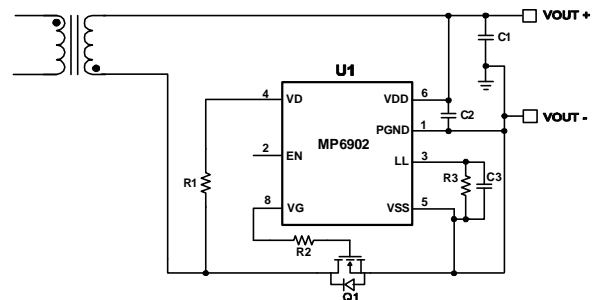 VOUT +
C1
U1
4
VD
VDD
6
C2
VOUT -
PGND
1
2
EN
MP6902
LL
3
R1
R3
C3
8
VG
VSS
5
R2
Q1